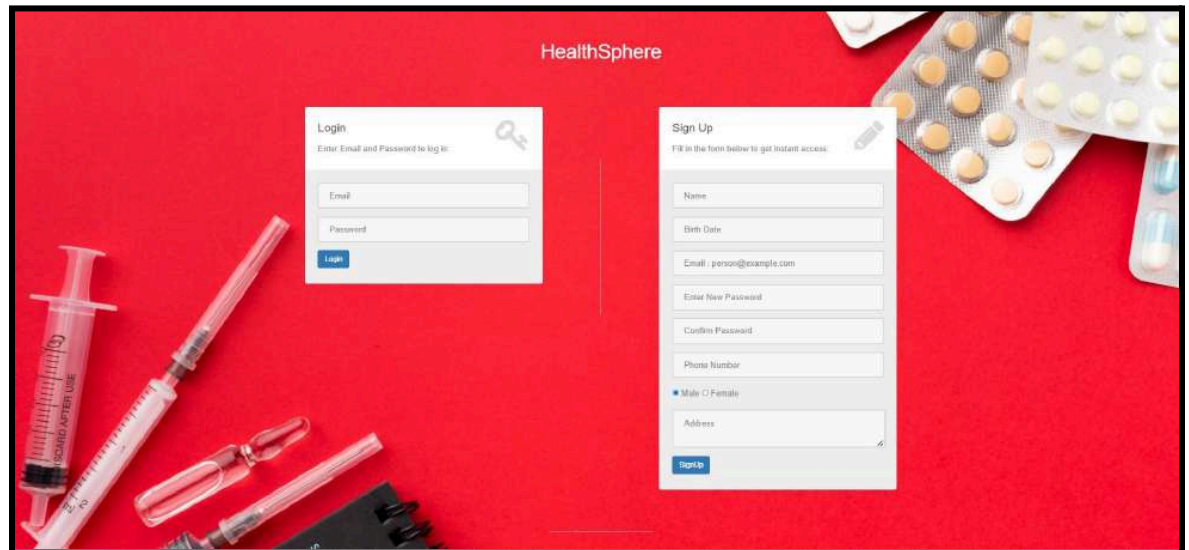 HealthSphere
Login
Enter Email and Password to log in:
Email
Password
Login
Sign Up
Fill in the form below to get instant access:
Name
Birth Date
Email : person@example.com
Enter New Password
Confirm Password
Phone Number
Male Female
Address
SignUp
DISCARD AFTER USE
2